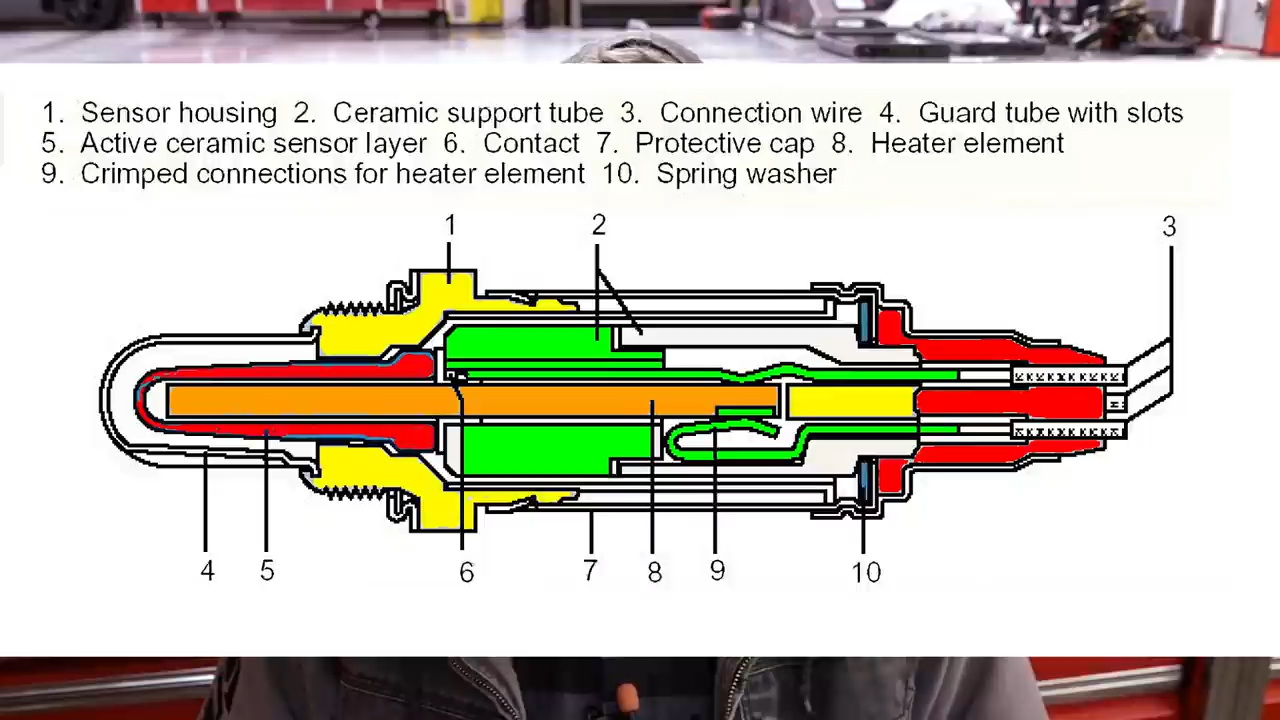 1. Sensor housing 2. Ceramic support tube 3. Connection wire 4. Guard tube with slots
5. Active ceramic sensor layer 6. Contact 7. Protective cap 8. Heater element
9. Crimped connections for heater element 10. Spring washer
1 2 3
4 5 6 7 8 9 10